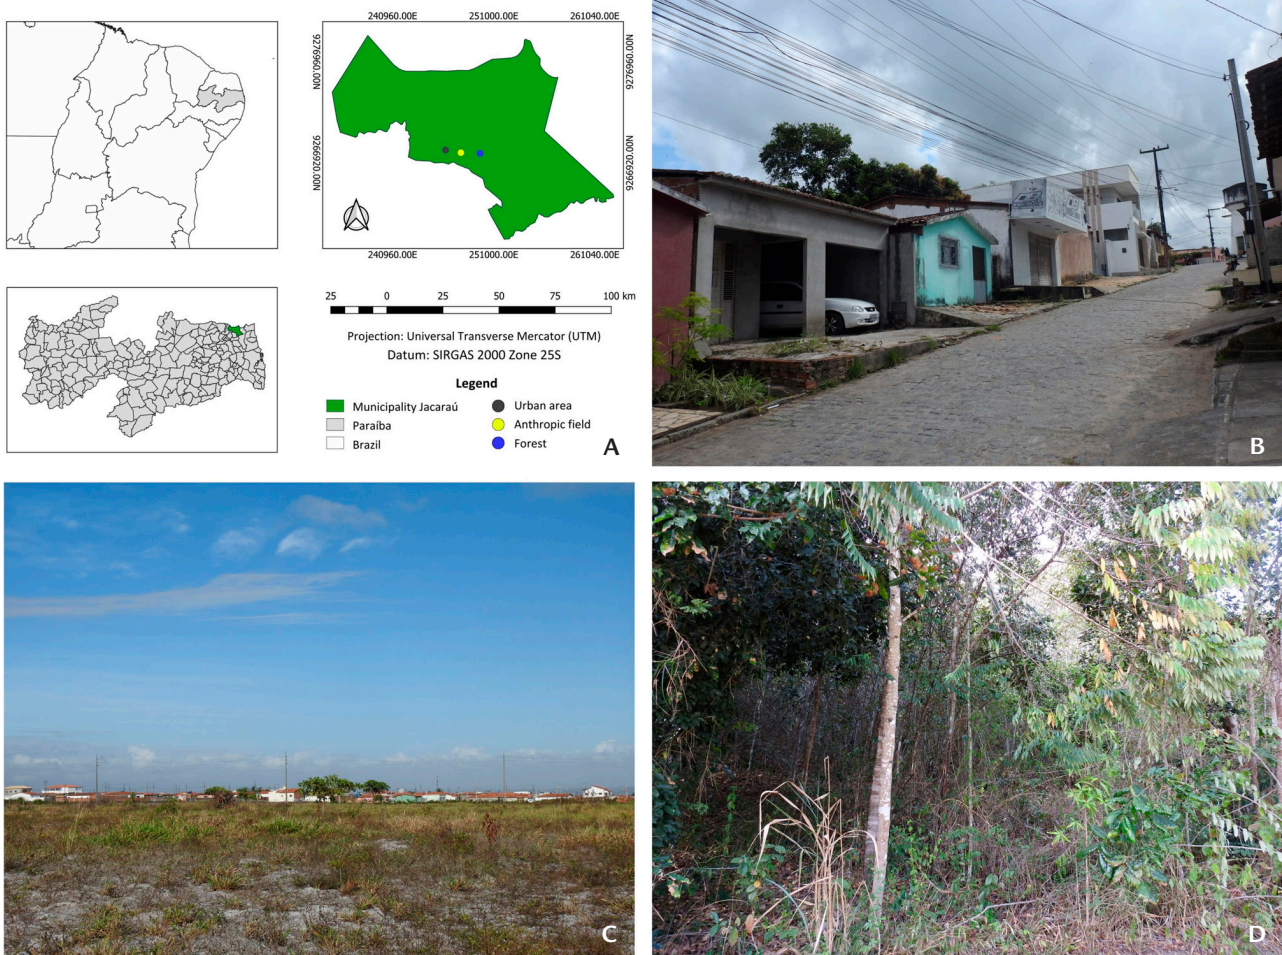 240960.00E 251000.00E 261040.00E
9276960.00N
9276960.00N
9266920.00N
9266920.00N
240960.00E 251000.00E 261040.00E
25 0 25 50 75 100 km
Projection: Universal Transverse Mercator (UTM)
Datum: SIRGAS 2000 Zone 25S
Legend
Municipality Jacaraú
Paraíba
Brazil
Urban area
Anthropic field
Forest
A
B
C
D